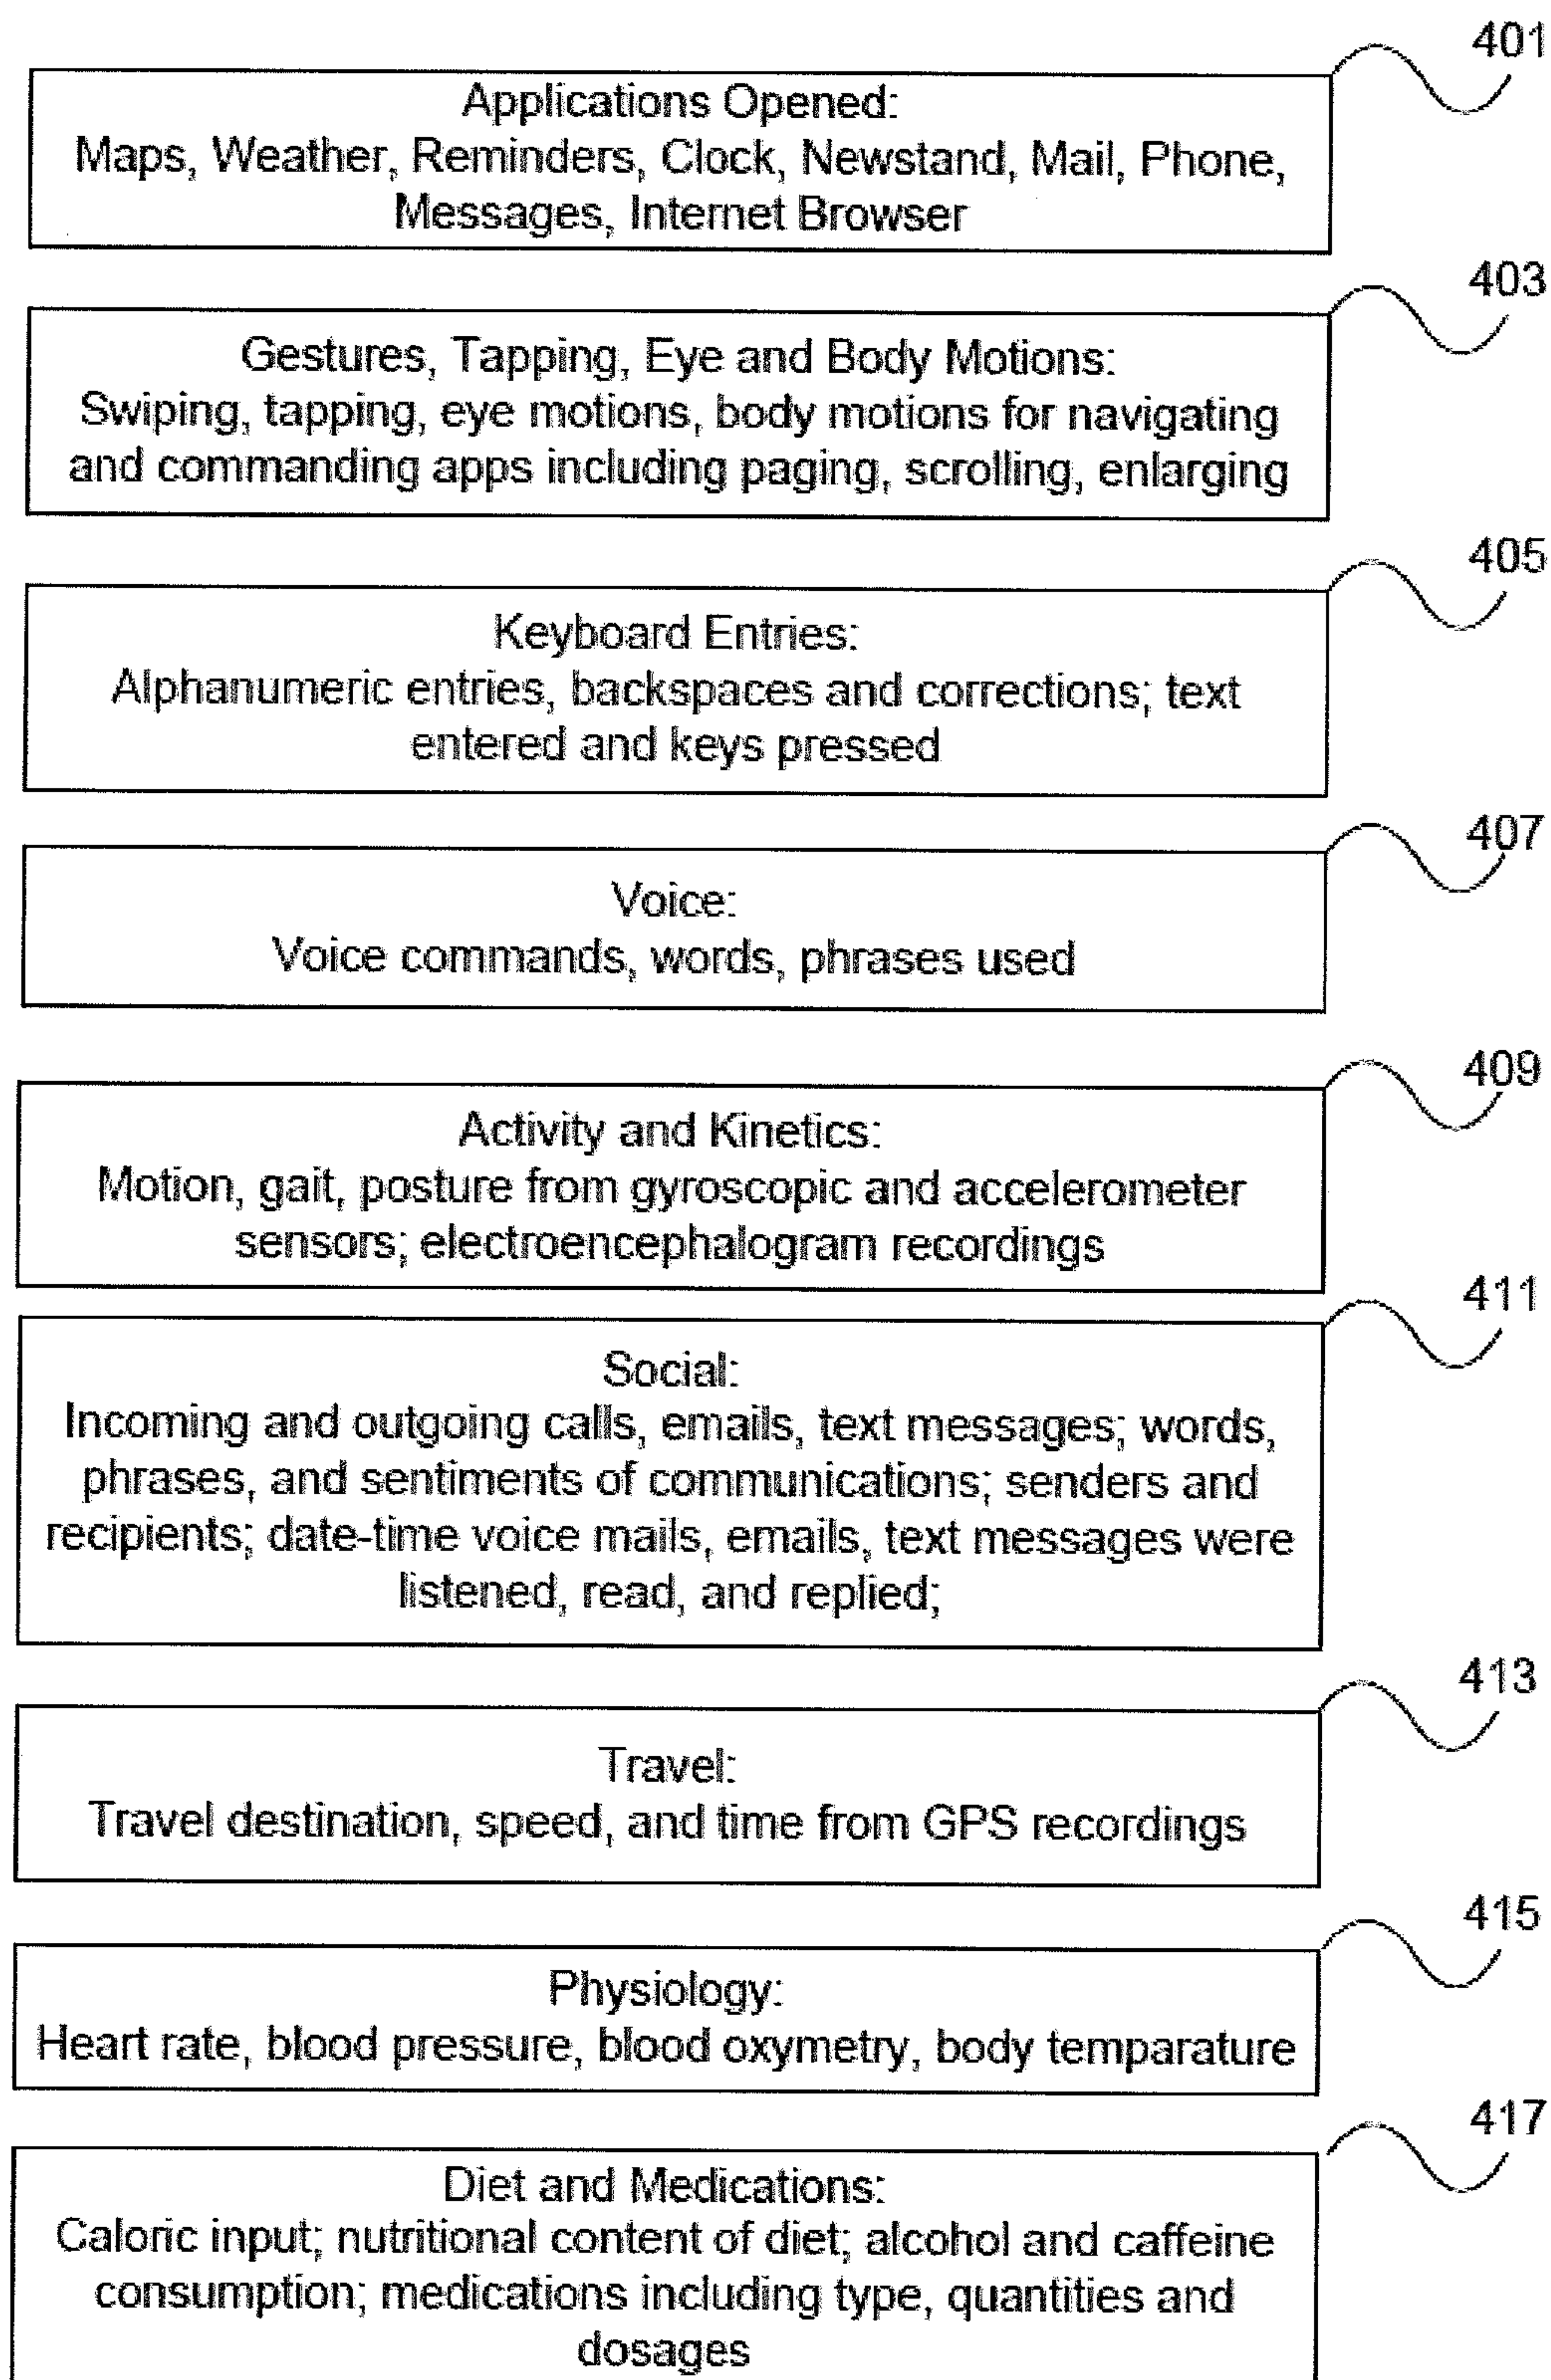 401
Applications Opened:
Maps, Weather, Reminders, Clock, Newstand, Mail, Phone,
Messages, Internet Browser
403
Gestures, Tapping, Eye and Body Motions:
Swiping, tapping, eye motions, body motions for navigating
and commanding apps including paging, scrolling, enlarging
405
Keyboard Entries:
Alphanumeric entries, backspaces and corrections; text
entered and keys pressed
407
Voice:
Voice commands, words, phrases used
409
Activity and Kinetics:
Motion, gait, posture from gyroscopic and accelerometer
sensors; electroencephalogram recordings
411
Social:
Incoming and outgoing calls, emails, text messages; words,
phrases, and sentiments of communications; senders and
recipients; date-time voice mails, emails, text messages were
listened, read, and replied;
413
Travel:
Travel destination, speed, and time from GPS recordings
415
Physiology:
Heart rate, blood pressure, blood oxymetry, body temparature
417
Diet and Medications:
Caloric input; nutritional content of diet; alcohol and caffeine
consumption; medications including type, quantities and
dosages